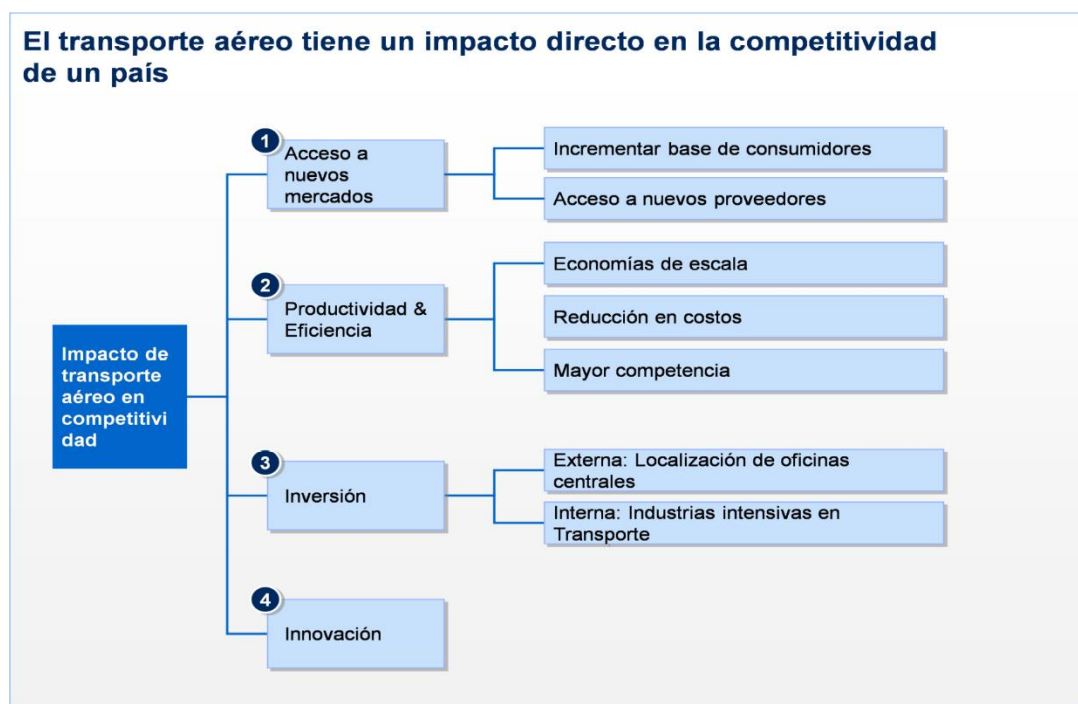 El transporte aéreo tiene un impacto directo en la competitividad
de un país
Impacto de
transporte
aéreo en
competitivi
dad
1
Acceso a
nuevos
mercados
Incrementar base de consumidores
Acceso a nuevos proveedores
2
Productividad &
Eficiencia
Economías de escala
Reducción en costos
Mayor competencia
3
Inversión
Externa: Localización de oficinas
centrales
Interna: Industrias intensivas en
Transporte
4
Innovación